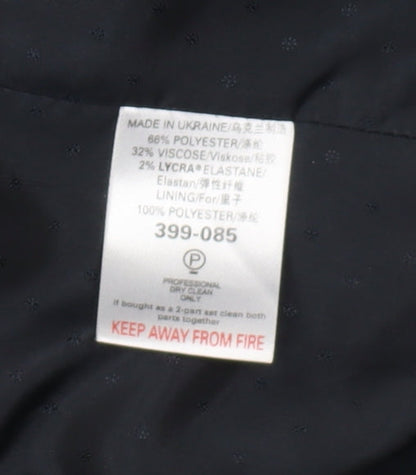 MADE IN UKRAINE/乌克兰制造
66% POLYESTER/涤纶
32% VISCOSE/Viskose/粘胶
2% LYCRA® ELASTANE/
Elastan/弹性纤维
LINING/For/里子
100% POLYESTER/涤纶
399-085
P
PROFESSIONAL
DRY CLEAN
ONLY
if bought as a 2-part set clean both
parts together
KEEP AWAY FROM FIRE